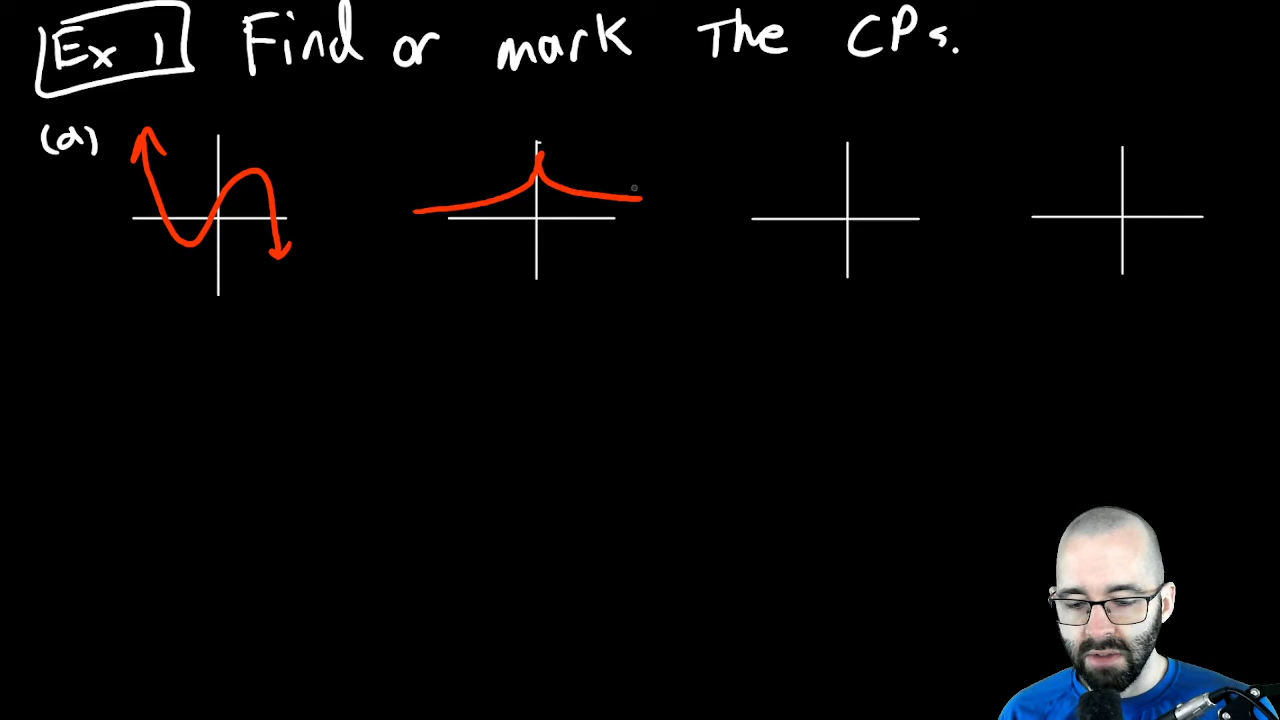 Ex 1 Find or mark The CPs.
(a)